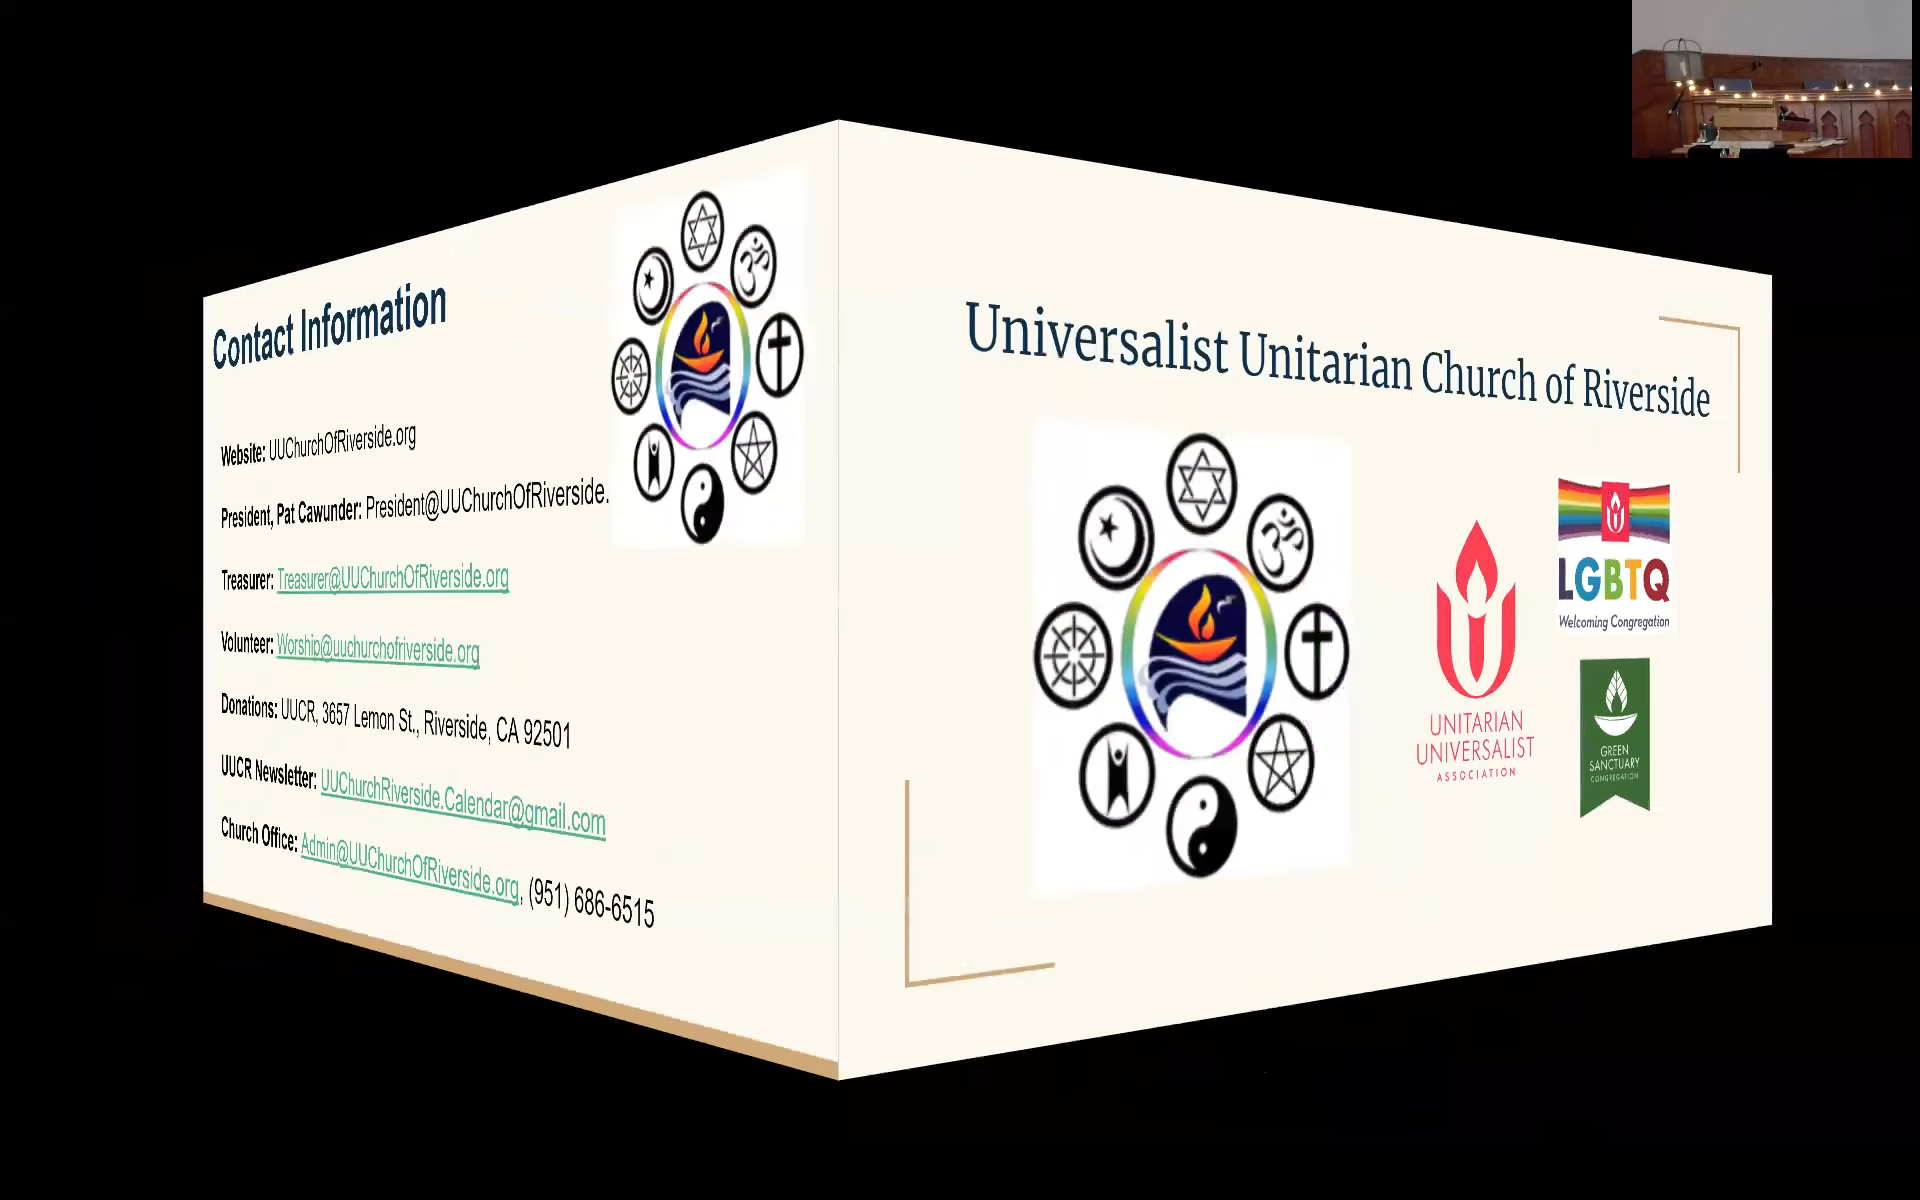 Contact Information
Website: UUChurchOfRiverside.org
President, Pat Cawunder: President@UUChurchOfRiverside.
Treasurer: Treasurer@UUChurchOfRiverside.org
Volunteer: Worship@uuchurchofriverside.org
Donations: UUCR, 3657 Lemon St., Riverside, CA 92501
UUCR Newsletter: UUChurchRiverside.Calendar@gmail.com
Church Office: Admin@UUChurchOfRiverside.org, (951) 686-6515
Universalist Unitarian Church of Riverside
UNITARIAN
UNIVERSALIST
ASSOCIATION
LGBTQ
Welcoming Congregation
GREEN
SANCTUARY
CONGREGATION